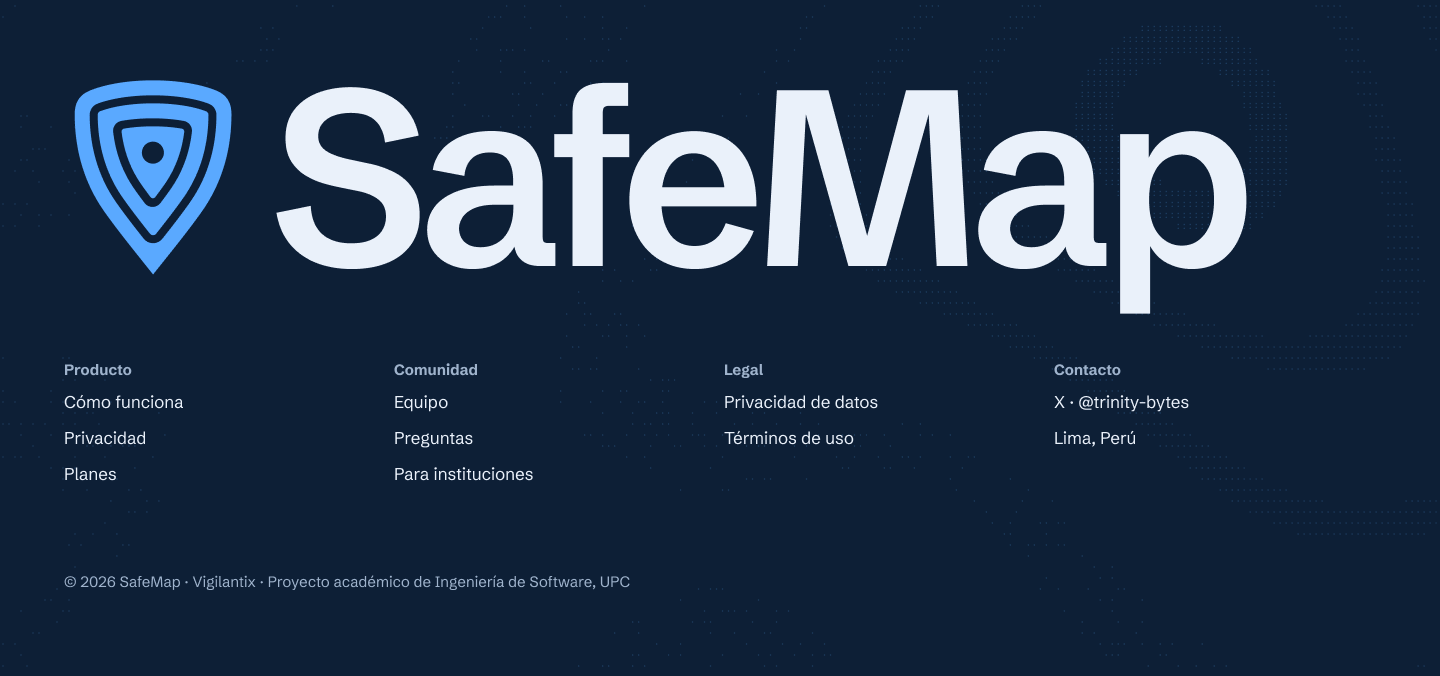 SafeMap
Producto
Cómo funciona
Privacidad
Planes
Comunidad
Equipo
Preguntas
Para instituciones
Legal
Privacidad de datos
Términos de uso
Contacto
X · @trinity-bytes
Lima, Perú
© 2026 SafeMap · Vigilantix · Proyecto académico de Ingeniería de Software, UPC